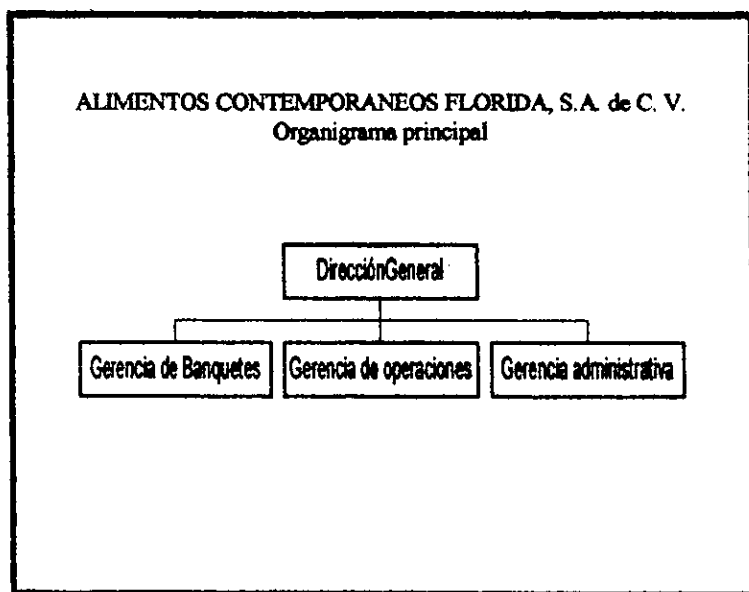 ALIMENTOS CONTEMPORANEOS FLORIDA, S.A. de C. V.
Organigrama principal
DirecciónGeneral
Gerencia de Banquetes
Gerencia de operaciones
Gerencia administrativa